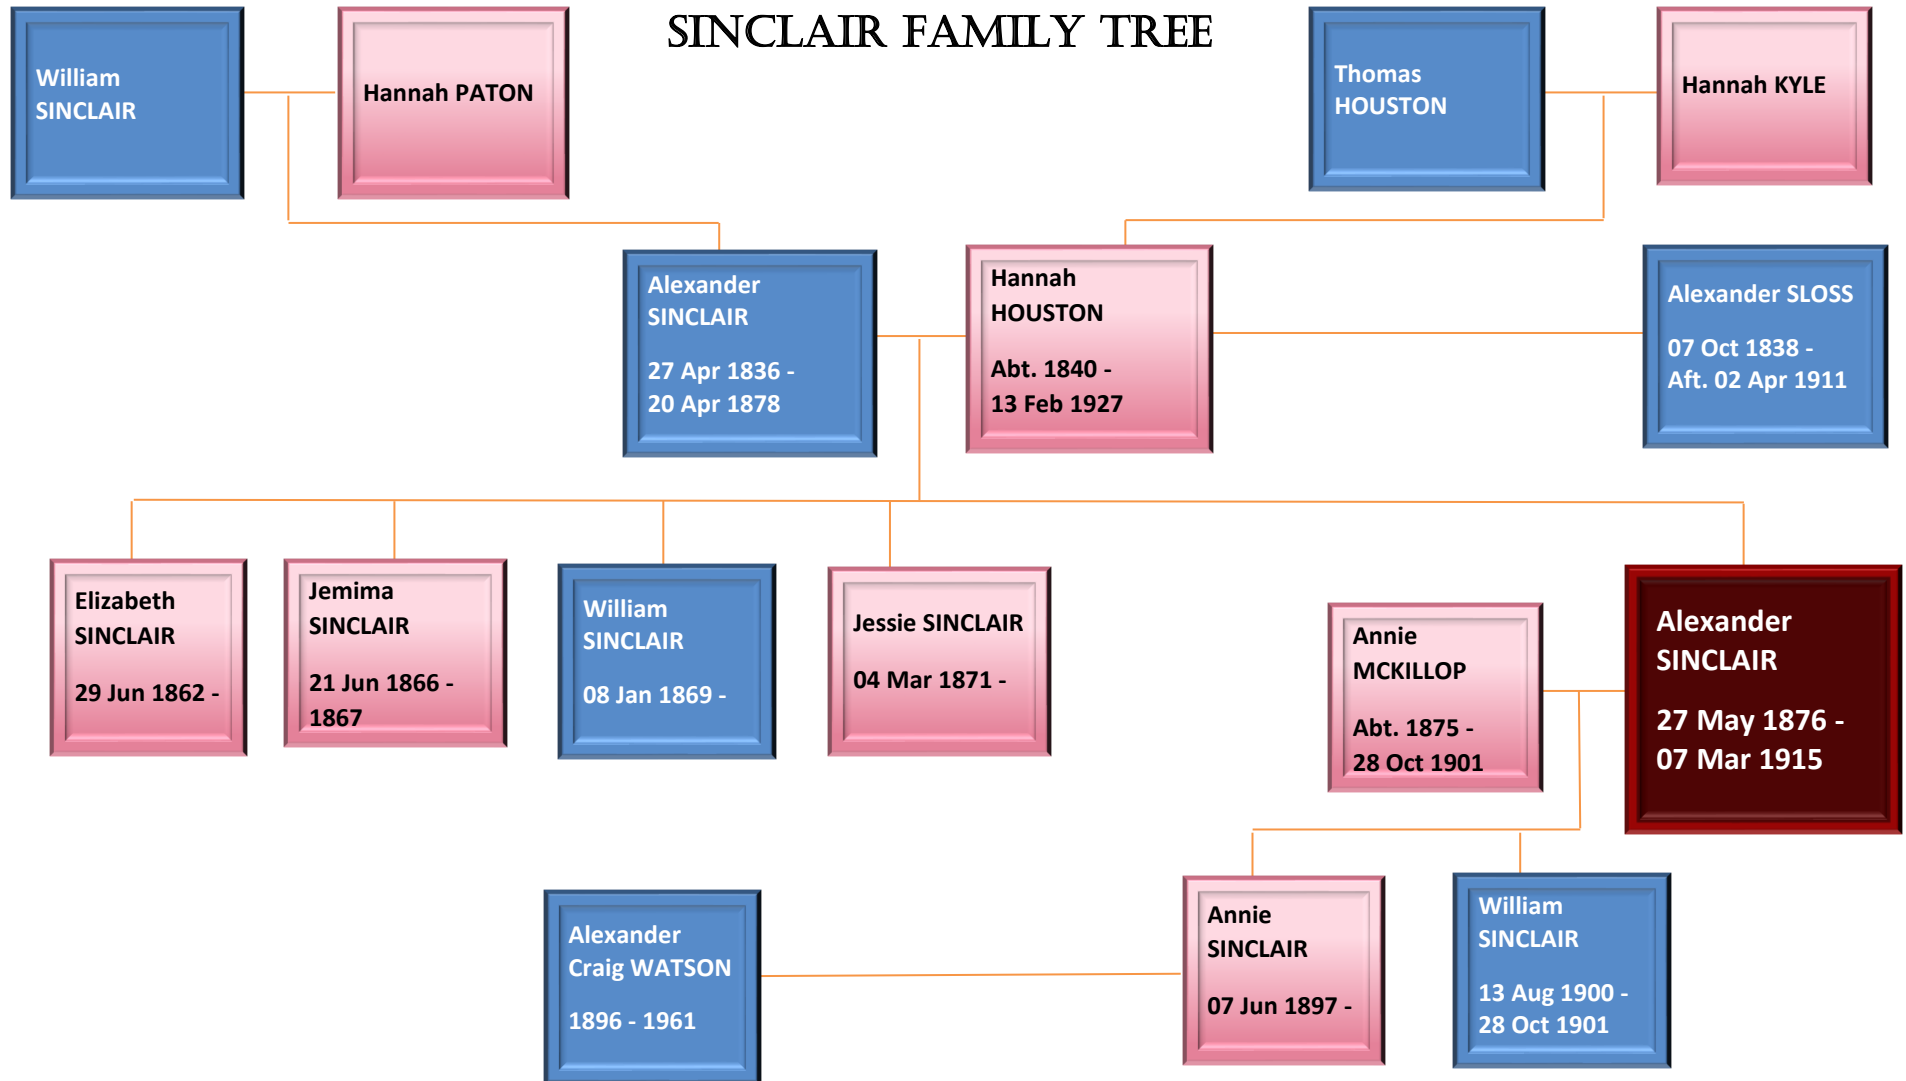 SINCLAIR FAMILY TREE
William
SINCLAIR
Hannah PATON
Thomas
HOUSTON
Hannah KYLE
Alexander
SINCLAIR
27 Apr 1836 -
20 Apr 1878
Hannah
HOUSTON
Abt. 1840 -
13 Feb 1927
Alexander SLOSS
07 Oct 1838 -
Aft. 02 Apr 1911
Elizabeth
SINCLAIR
29 Jun 1862 -
Jemima
SINCLAIR
21 Jun 1866 -
1867
William
SINCLAIR
08 Jan 1869 -
Jessie SINCLAIR
04 Mar 1871 -
Annie
MCKILLOP
Abt. 1875 -
28 Oct 1901
Alexander
SINCLAIR
27 May 1876 -
07 Mar 1915
Alexander
Craig WATSON
1896 - 1961
Annie
SINCLAIR
07 Jun 1897 -
William
SINCLAIR
13 Aug 1900 -
28 Oct 1901